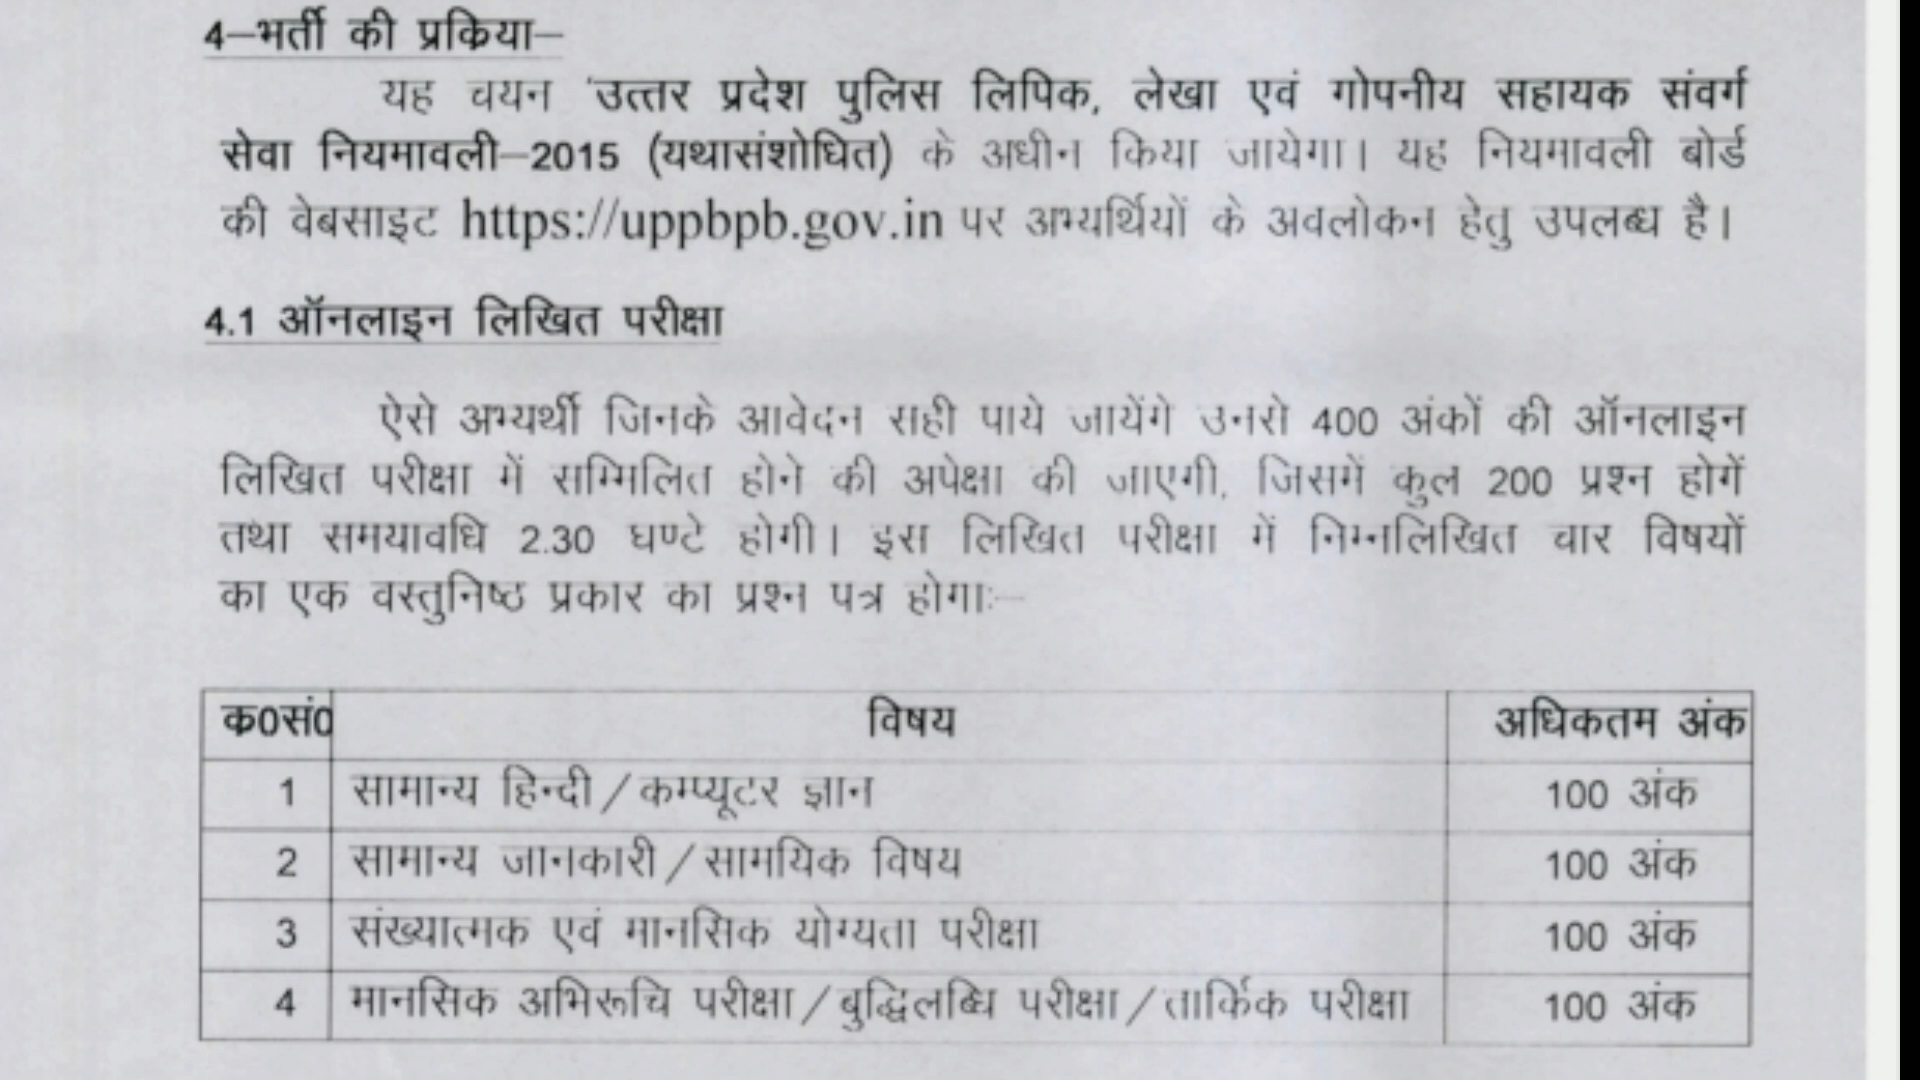 4–भर्ती की प्रकिया–
यह चयन 'उत्तर प्रदेश पुलिस लिपिक, लेखा एवं गोपनीय सहायक संवर्ग
सेवा नियमावली–2015 (यथासंशोधित) के अधीन किया जायेगा। यह नियमावली बोर्ड
की वेबसाइट https://uppbpb.gov.in पर अभ्यर्थियों के अवलोकन हेतु उपलब्ध है।
4.1 ऑनलाइन लिखित परीक्षा
ऐसे अभ्यर्थी जिनके आवेदन सही पाये जायेंगे उनसे 400 अंकों की ऑनलाइन
लिखित परीक्षा में सम्मिलित होने की अपेक्षा की जाएगी, जिसमें कुल 200 प्रश्न होगें
तथा समयावधि 2.30 घण्टे होगी। इस लिखित परीक्षा में निम्नलिखित चार विषयों
का एक वस्तुनिष्ठ प्रकार का प्रश्न पत्र होगाः–
क0सं0 विषय अधिकतम अंक
1 सामान्य हिन्दी/कम्प्यूटर ज्ञान 100 अंक
2 सामान्य जानकारी/सामयिक विषय 100 अंक
3 संख्यात्मक एवं मानसिक योग्यता परीक्षा 100 अंक
4 मानसिक अभिरूचि परीक्षा/बुद्धिलब्धि परीक्षा/तार्किक परीक्षा 100 अंक